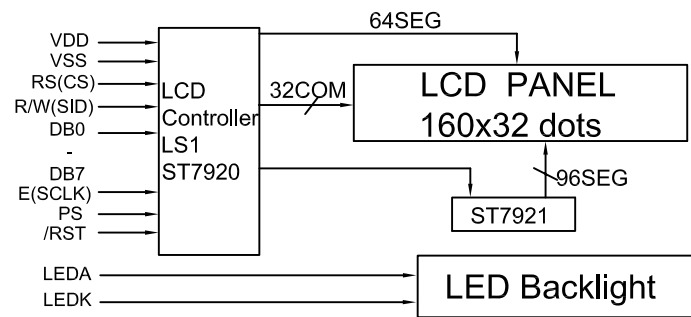 VDD
VSS
RS(CS)
R/W(SID)
DB0
-
DB7
E(SCLK)
PS
/RST
LCD
Controller
LS1
ST7920
64SEG
32COM
LCD PANEL
160x32 dots
96SEG
ST7921
LEDA
LEDK
LED Backlight